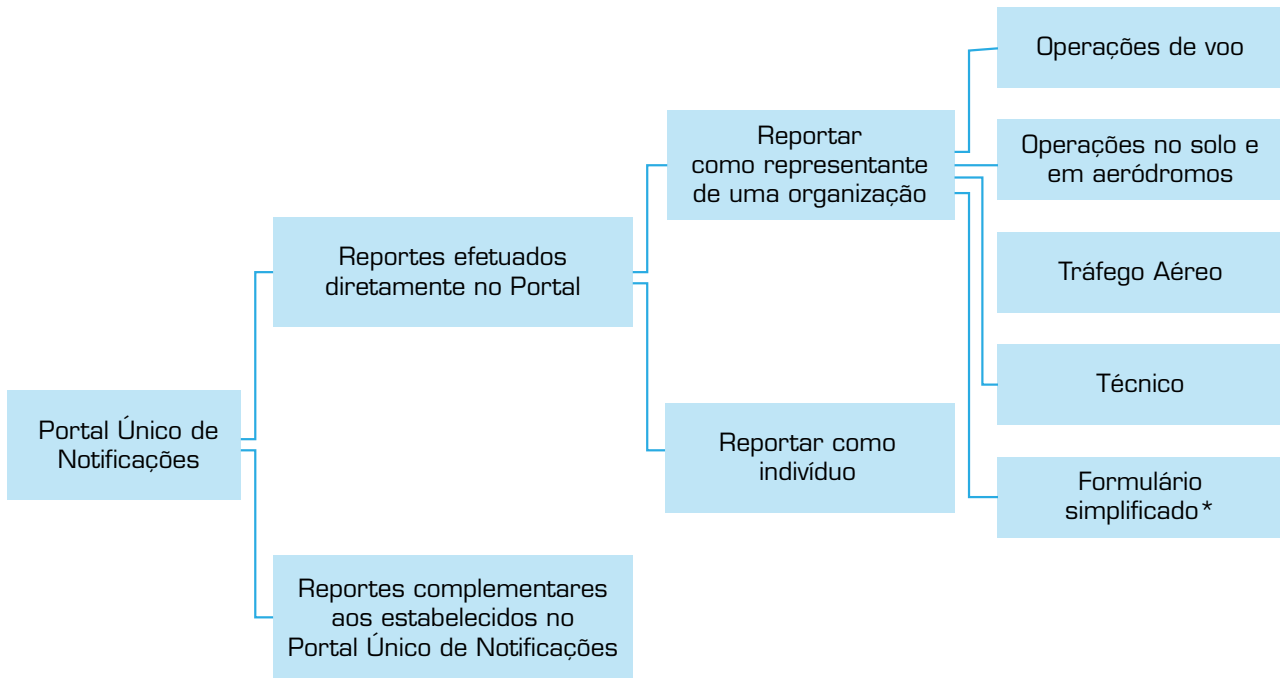 Portal Único de
Notificações
Reportes efetuados
diretamente no Portal
Reportes complementares
aos estabelecidos no
Portal Único de Notificações
Reportar
como representante
de uma organização
Reportar como
indivíduo
Operações de voo
Operações no solo e
em aeródromos
Tráfego Aéreo
Técnico
Formulário
simplificado*